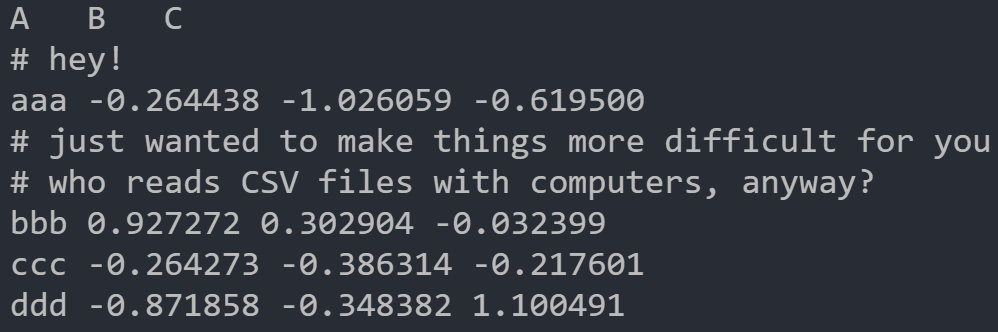 A   B   C
# hey!
aaa -0.264438 -1.026059 -0.619500
# just wanted to make things more difficult for you
# who reads CSV files with computers, anyway?
bbb 0.927272 0.302904 -0.032399
ccc -0.264273 -0.386314 -0.217601
ddd -0.871858 -0.348382 1.100491